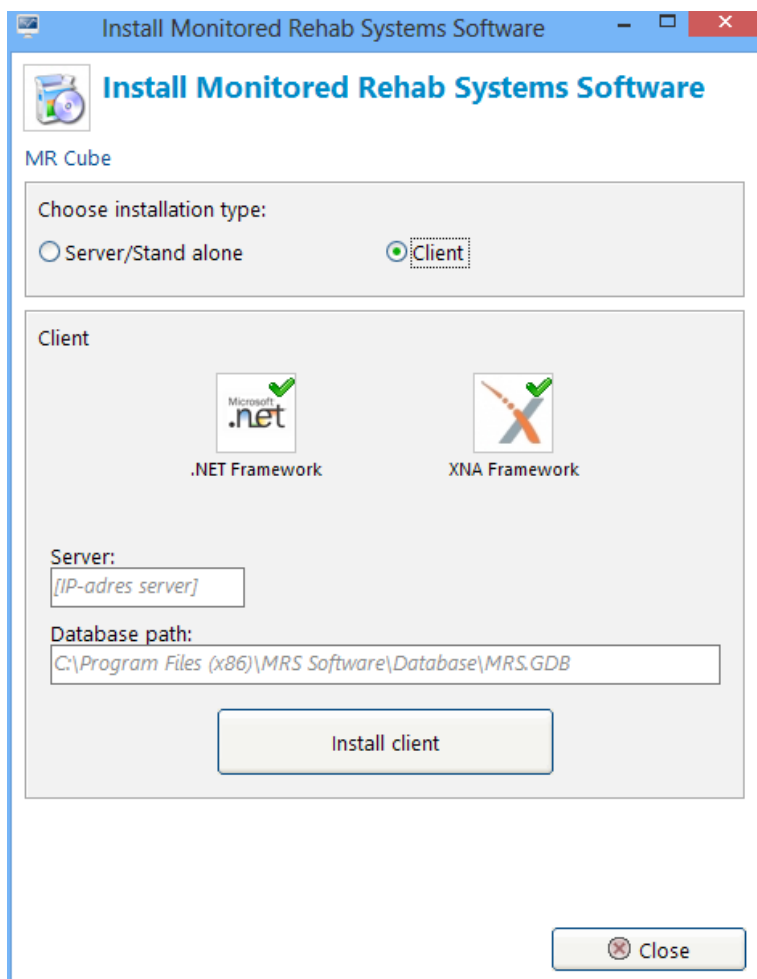 Install Monitored Rehab Systems Software
Install Monitored Rehab Systems Software
MR Cube
Choose installation type:
Server/Stand alone Client
Client
Microsoft
.net
.NET Framework XNA Framework
Server:
[IP-adres server]
Database path:
C:\Program Files (x86)\MRS Software\Database\MRS.GDB
Install client
Close